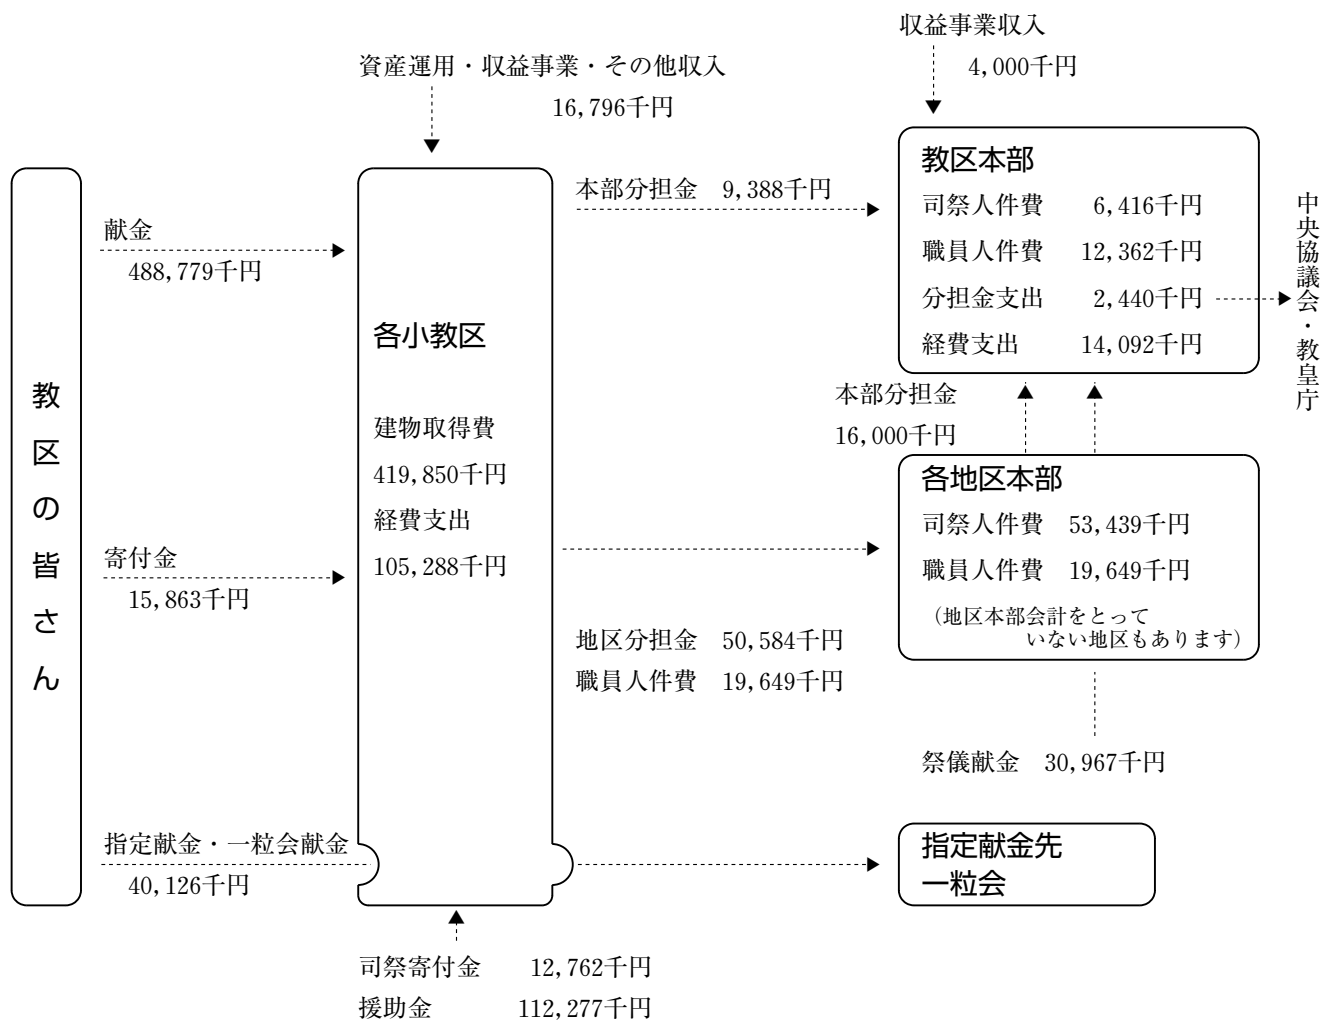 収益事業収入
4,000千円
資産運用・収益事業・その他収入
16,796千円
教区の皆さん
献金
488,779千円
寄付金
15,863千円
指定献金・一粒会献金
40,126千円
各小教区
建物取得費
419,850千円
経費支出
105,288千円
司祭寄付金 12,762千円
援助金 112,277千円
本部分担金 9,388千円
地区分担金 50,584千円
職員人件費 19,649千円
教区本部
司祭人件費 6,416千円
職員人件費 12,362千円
分担金支出 2,440千円
経費支出 14,092千円
中央協議会・教皇庁
本部分担金
16,000千円
各地区本部
司祭人件費 53,439千円
職員人件費 19,649千円
（地区本部会計をとって
いない地区もあります）
祭儀献金 30,967千円
指定献金先
一粒会